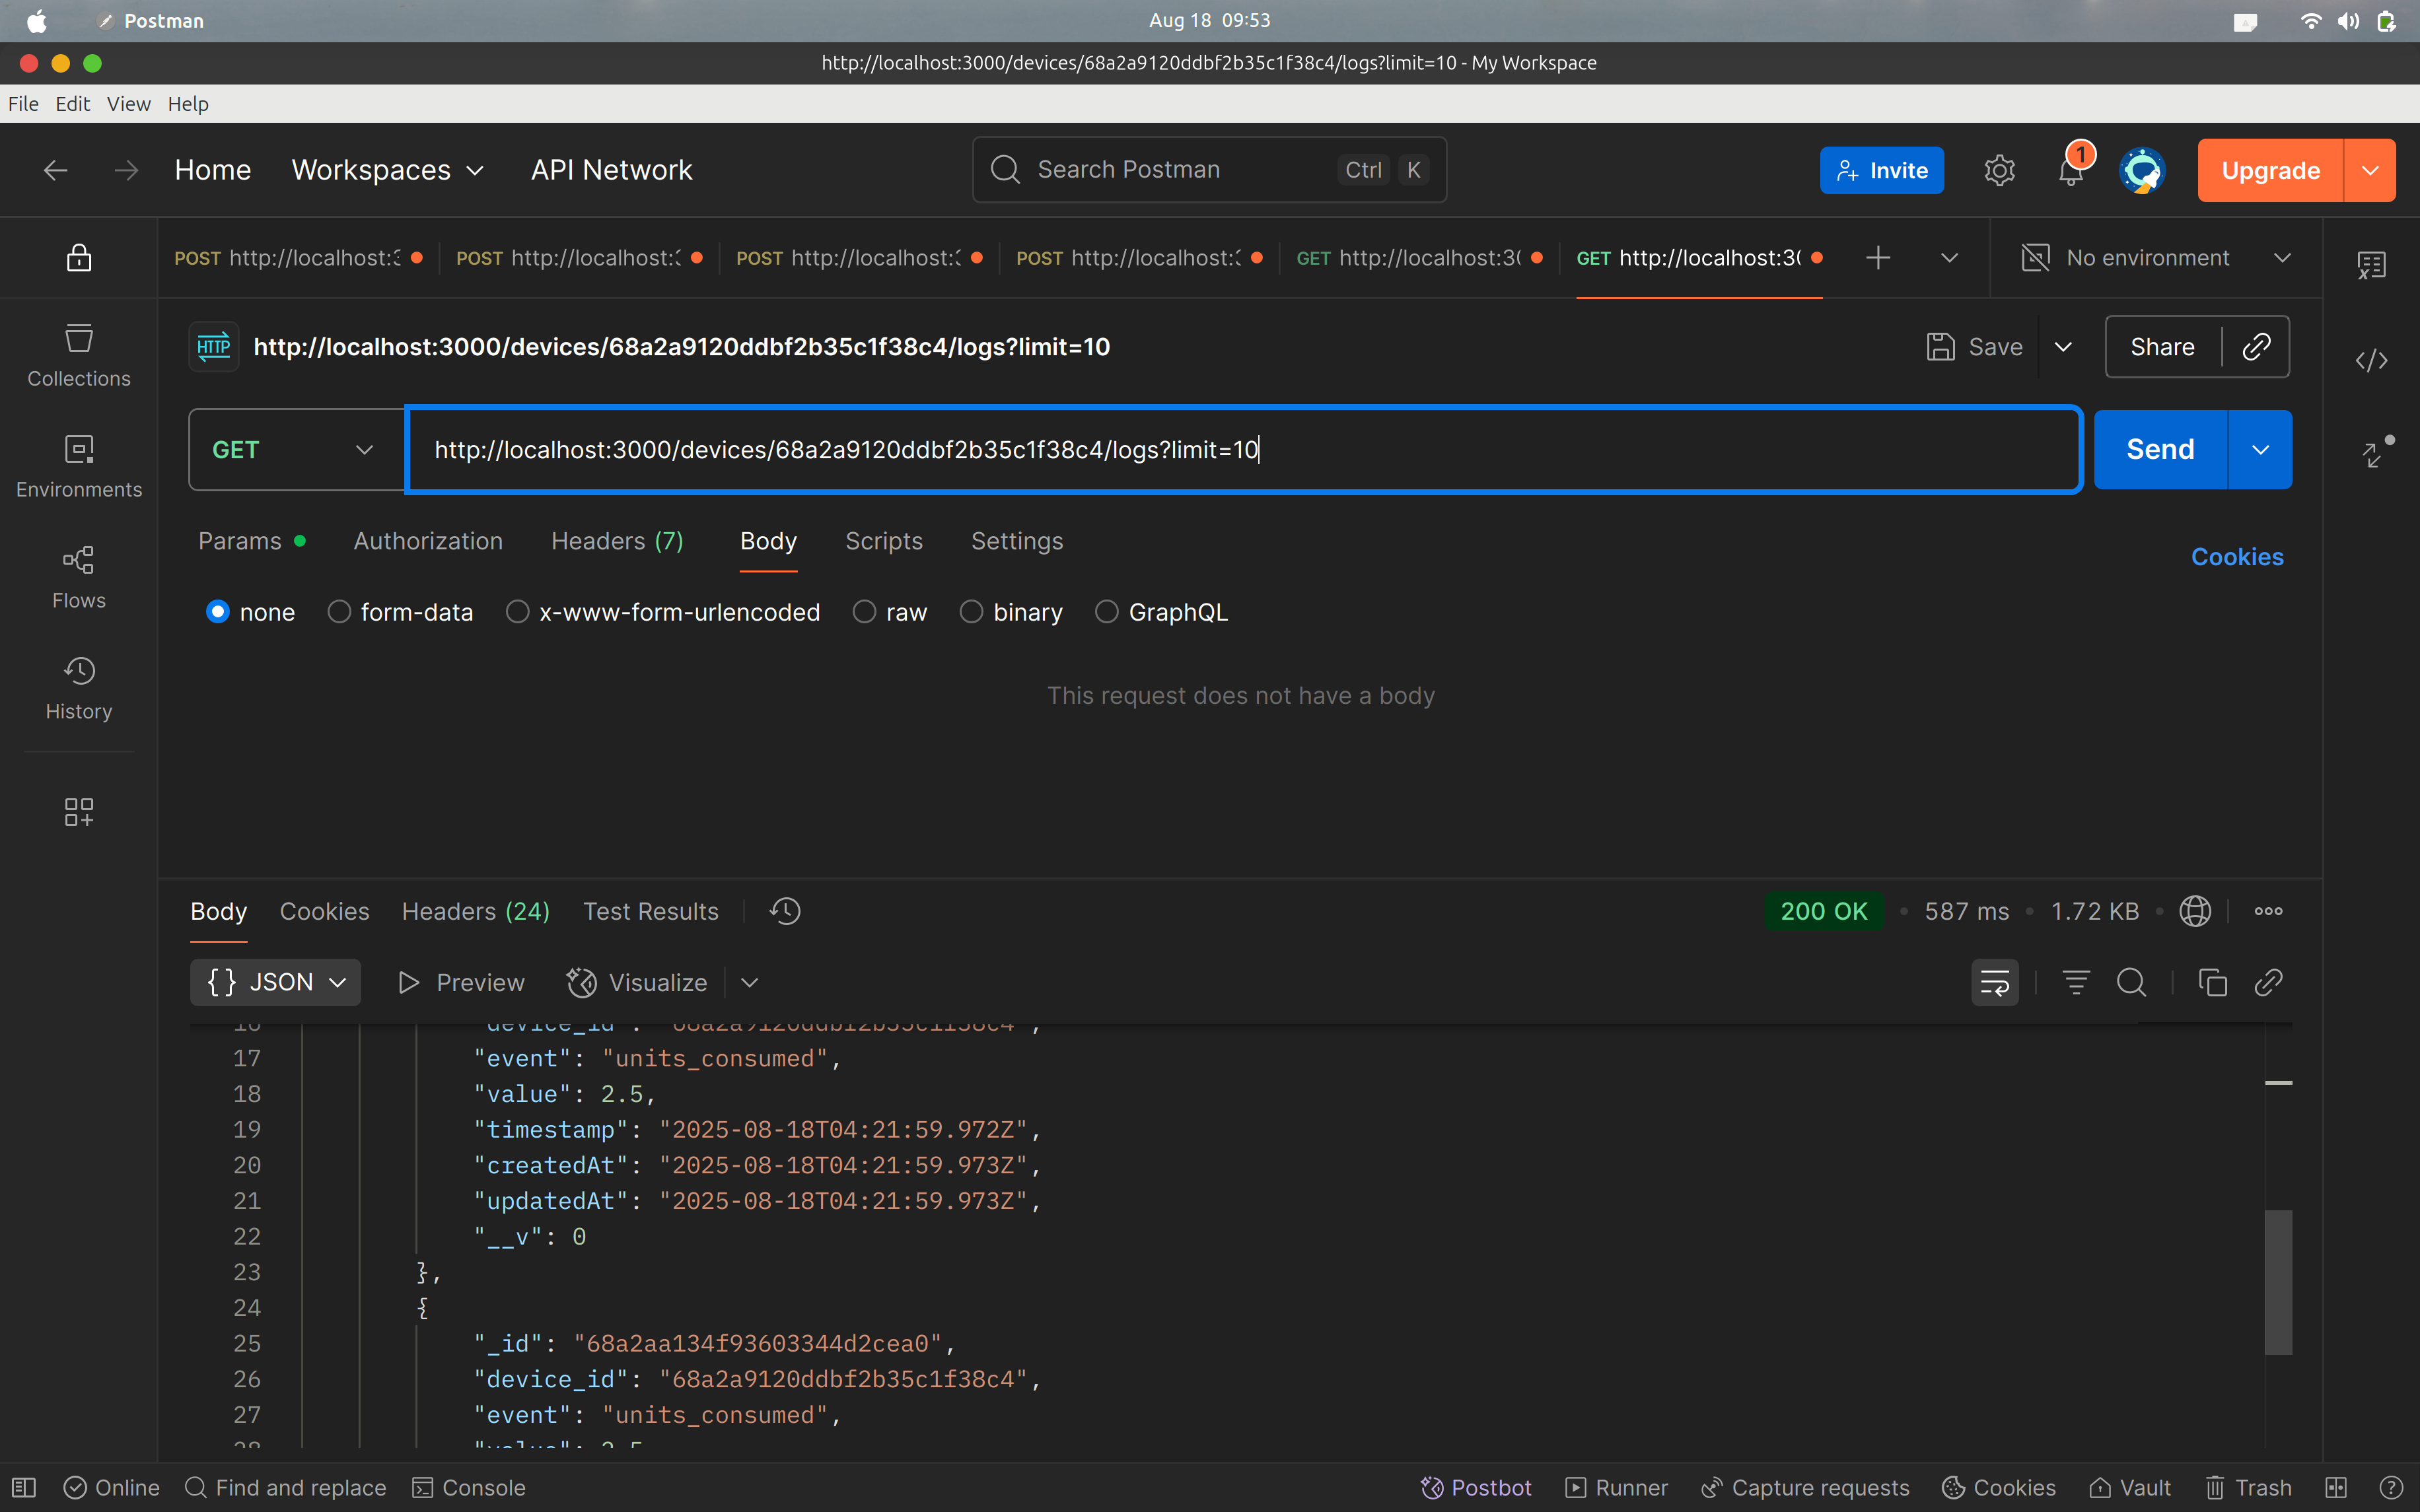 Postman
Aug 18 09:53
http://localhost:3000/devices/68a2a9120ddbf2b35c1f38c4/logs?limit=10 - My Workspace
File Edit View Help
Home Workspaces API Network Search Postman Ctrl K Invite 1 Upgrade
POST http://localhost:3 POST http://localhost: POST http://localhost: POST http://localhost: GET http://localhost:30 GET http://localhost:30 No environment
HTTP http://localhost:3000/devices/68a2a9120ddbf2b35c1f38c4/logs?limit=10 Save Share
Collections
GET http://localhost:3000/devices/68a2a9120ddbf2b35c1f38c4/logs?limit=10 Send
Environments
Params Authorization Headers (7) Body Scripts Settings Cookies
Flows
none form-data x-www-form-urlencoded raw binary GraphQL
This request does not have a body
History
Body Cookies Headers (24) Test Results 200 OK 587 ms 1.72 KB
{} JSON Preview Visualize
16 "device_id": "68a2a9120ddbf2b35c1f38c4",
17 "event": "units_consumed",
18 "value": 2.5,
19 "timestamp": "2025-08-18T04:21:59.972Z",
20 "createdAt": "2025-08-18T04:21:59.973Z",
21 "updatedAt": "2025-08-18T04:21:59.973Z",
22 "__v": 0
23 },
24 {
25 "_id": "68a2aa134f93603344d2cea0",
26 "device_id": "68a2a9120ddbf2b35c1f38c4",
27 "event": "units_consumed",
28 "value":
Online Find and replace Console Postbot Runner Capture requests Cookies Vault Trash